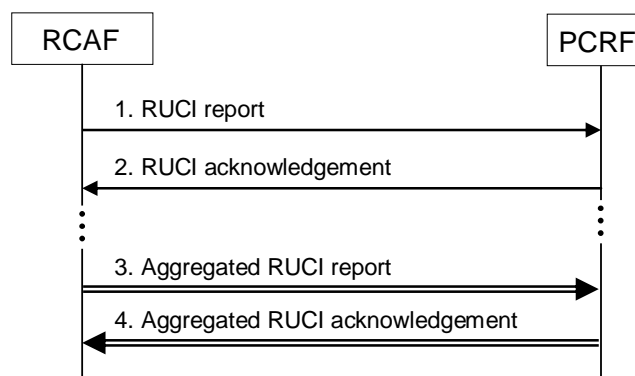 RCAF
PCRF
1. RUCI report
2. RUCI acknowledgement
3. Aggregated RUCI report
4. Aggregated RUCI acknowledgement